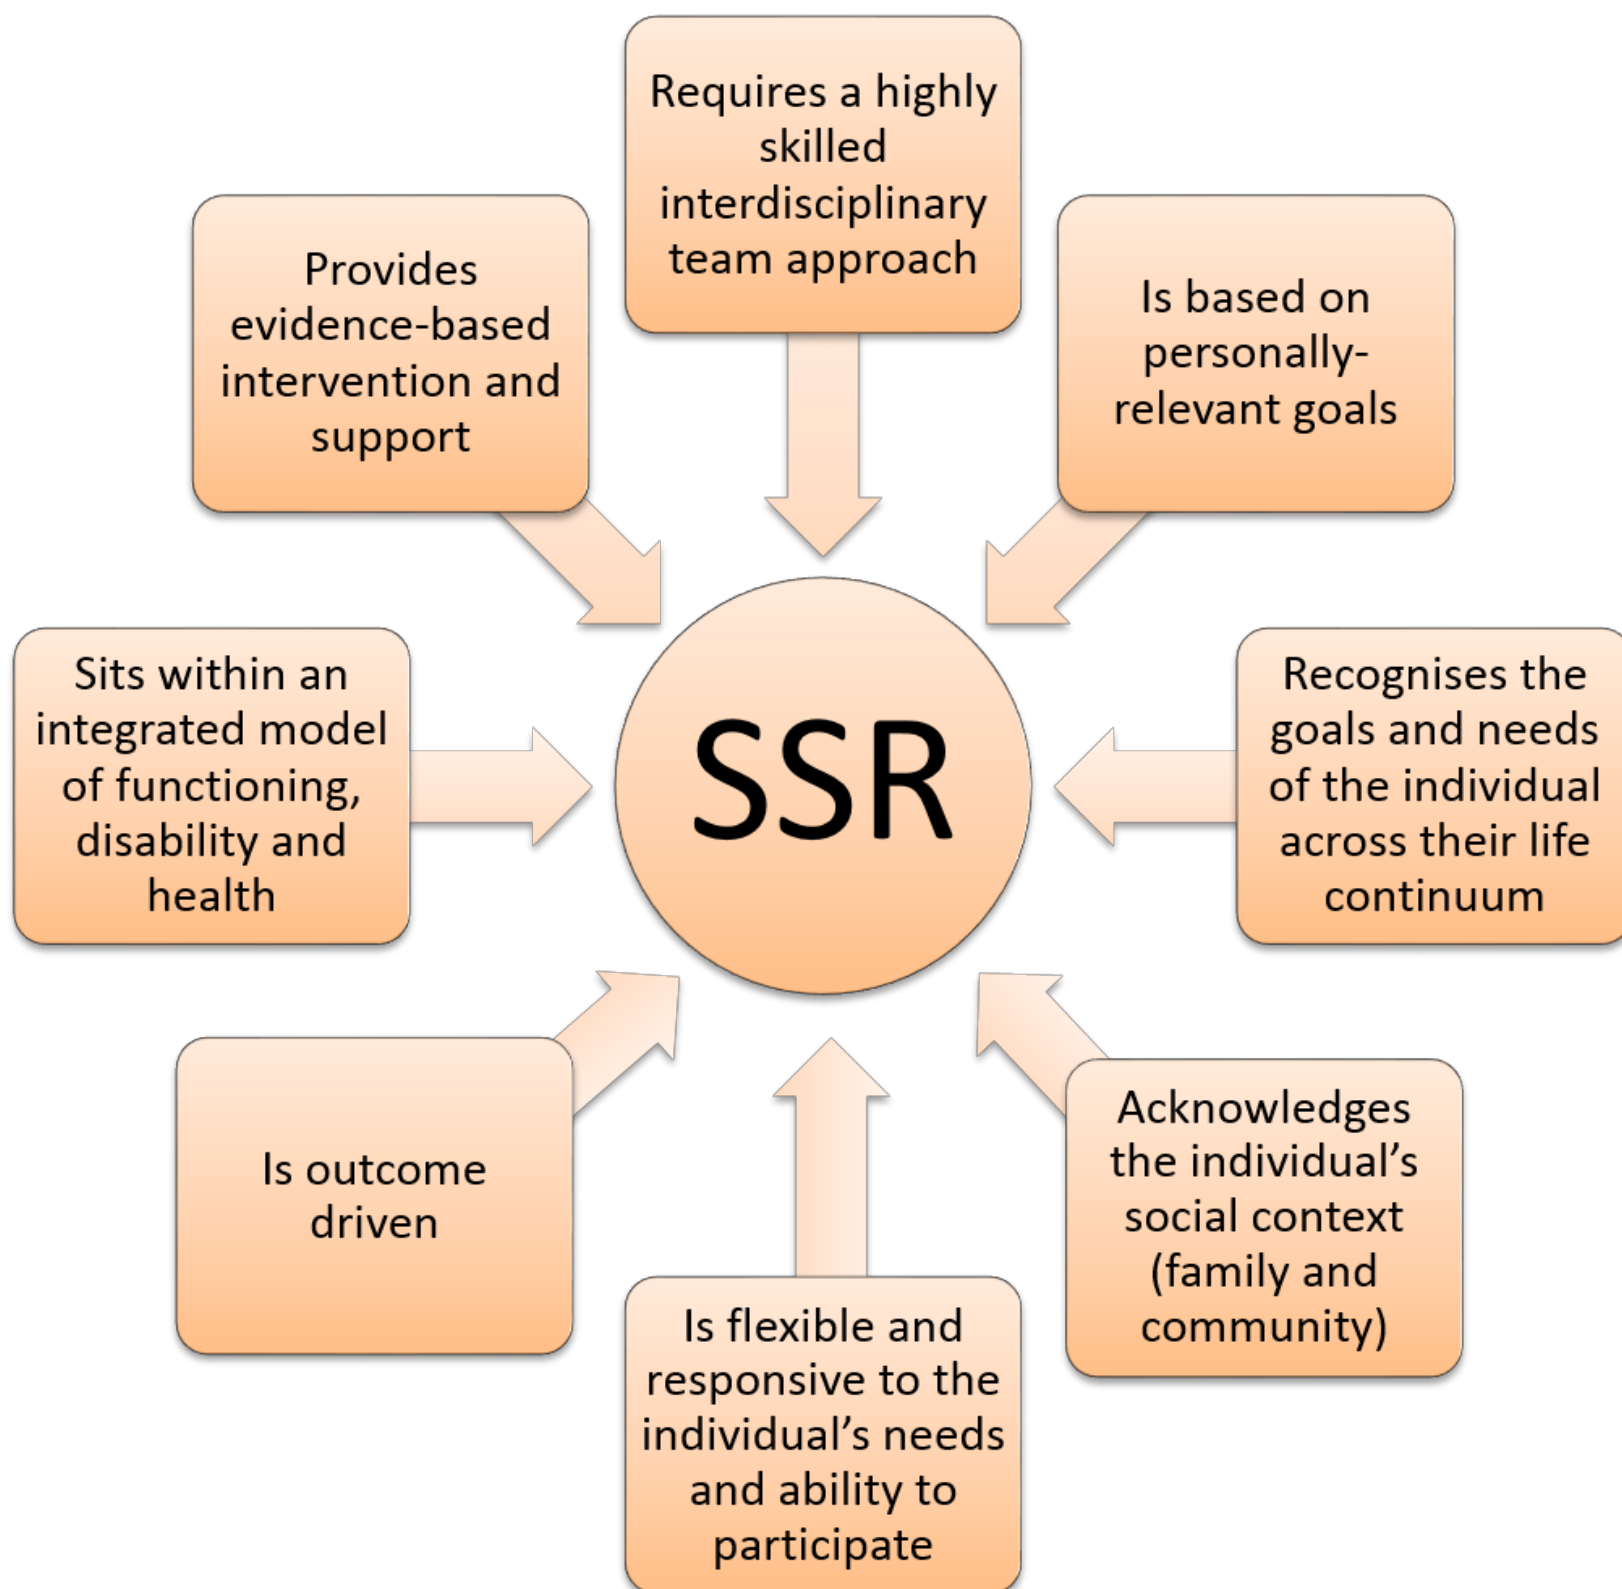 Requires a highly
skilled
interdisciplinary
team approach
Provides
evidence-based
intervention and
support
Is based on
personally-
relevant goals
Sits within an
integrated model
of functioning,
disability and
health
SSR
Recognises the
goals and needs
of the individual
across their life
continuum
Is outcome
driven
Acknowledges
the individual’s
social context
(family and
community)
Is flexible and
responsive to the
individual’s needs
and ability to
participate